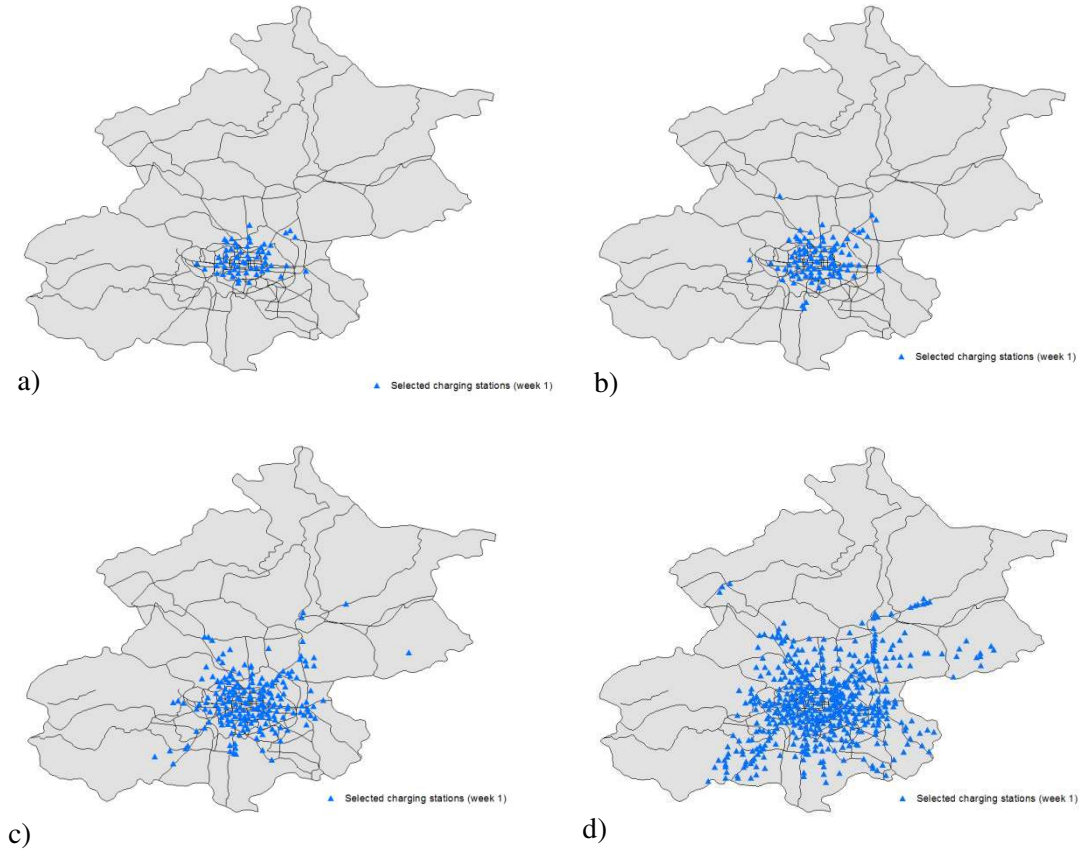 a)
Selected charging stations (week 1)
b)
Selected charging stations (week 1)
c)
Selected charging stations (week 1)
d)
Selected charging stations (week 1)